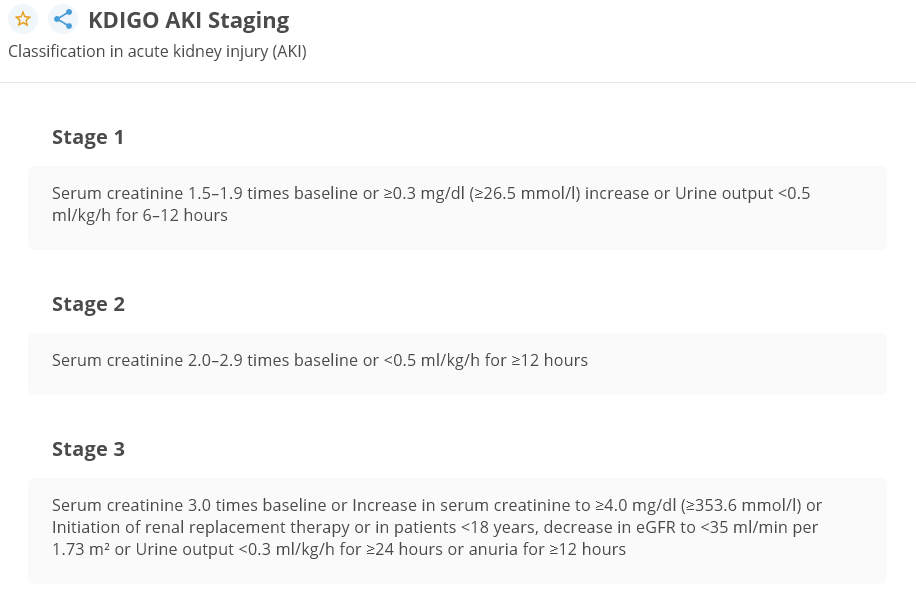 KDIGO AKI Staging
Classification in acute kidney injury (AKI)
Stage 1
Serum creatinine 1.5–1.9 times baseline or ≥0.3 mg/dl (≥26.5 mmol/l) increase or Urine output <0.5
ml/kg/h for 6–12 hours
Stage 2
Serum creatinine 2.0–2.9 times baseline or <0.5 ml/kg/h for ≥12 hours
Stage 3
Serum creatinine 3.0 times baseline or Increase in serum creatinine to ≥4.0 mg/dl (≥353.6 mmol/l) or
Initiation of renal replacement therapy or in patients <18 years, decrease in eGFR to <35 ml/min per
1.73 m² or Urine output <0.3 ml/kg/h for ≥24 hours or anuria for ≥12 hours